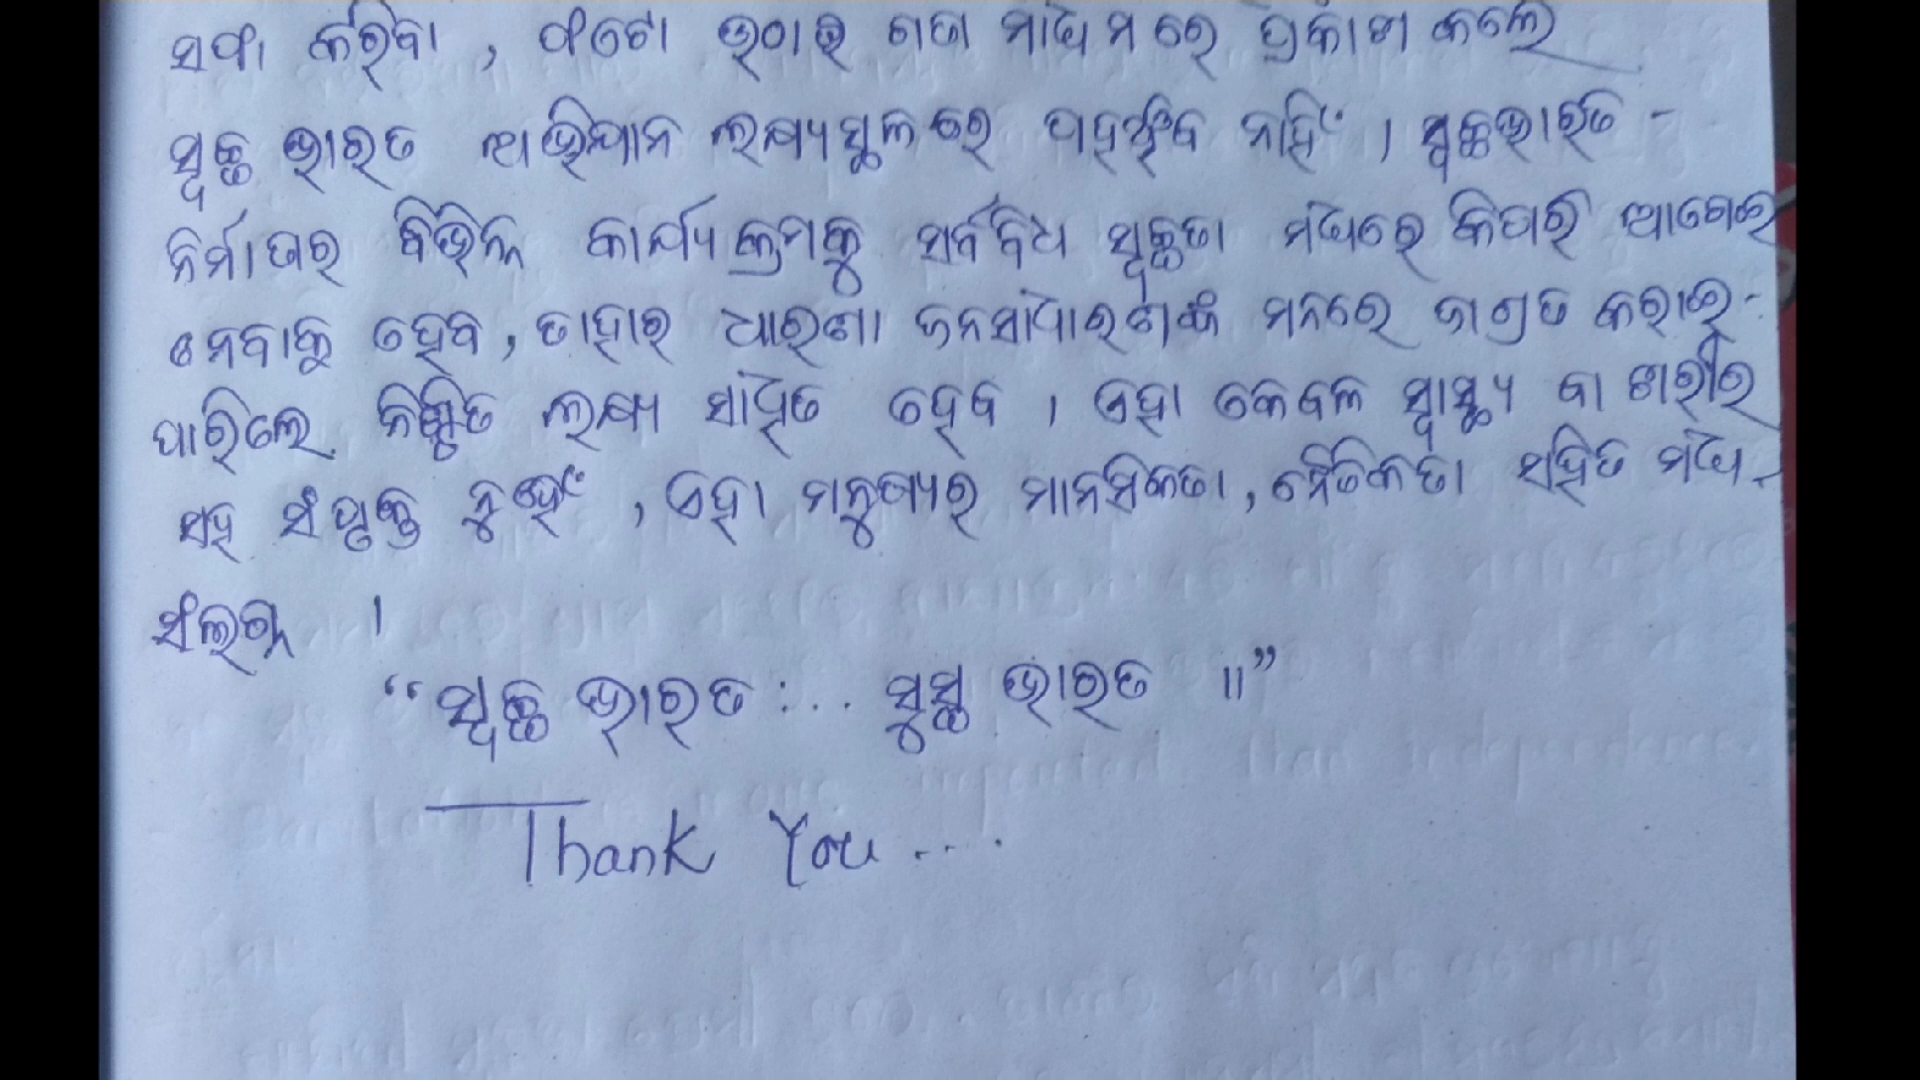 ସଫା କରିବା , ଫଟୋ ଉଠାଇ ଗଣ ମାଧ୍ୟମରେ ପ୍ରକାଶ କଲେ
ସ୍ୱଚ୍ଛ ଭାରତ ଅଭିଯାନ ଲକ୍ଷ୍ୟସ୍ଥଳରେ ପହଞ୍ଚିବ ନାହିଁ । ସ୍ୱଚ୍ଛଭାରତ -
ନିର୍ମାଣର ବିଭିନ୍ନ କାର୍ଯ୍ୟକ୍ରମକୁ ସର୍ବବିଧ ସ୍ୱଚ୍ଛତା ମଧ୍ୟରେ କିପରି ଆଗେଇ
ନେବାକୁ ହେବ , ତାହାର ଧାରଣା ଜନସାଧାରଣଙ୍କ ମନରେ ଜାଗ୍ରତ କରାଇ -
ପାରିଲେ ନିଶ୍ଚିତ ଲକ୍ଷ୍ୟ ସାଧିତ ହେବ । ଏହା କେବଳ ସ୍ୱାସ୍ଥ୍ୟ ବା ଶରୀର
ସହ ସଂପୃକ୍ତ ନୁହେଁ , ଏହା ମନୁଷ୍ୟର ମାନସିକତା , ନୈତିକତା ସହିତ ମଧ୍ୟ
ସଂଲଗ୍ନ ।
“ ସ୍ୱଚ୍ଛ ଭାରତ :... ସୁସ୍ଥ ଭାରତ ॥”
Thank You ....